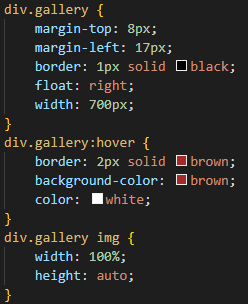 div.gallery {
    margin-top: 8px;
    margin-left: 17px;
    border: 1px solid black;
    float: right;
    width: 700px;
}
div.gallery:hover {
    border: 2px solid brown;
    background-color: brown;
    color: white;
}
div.gallery img {
    width: 100%;
    height: auto;
}